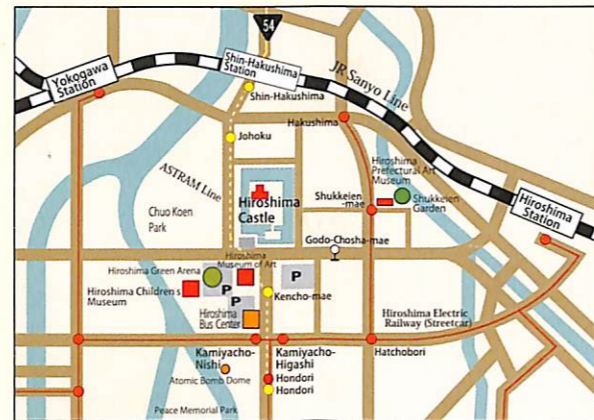 54
Yokogawa
Station
Shin-Hakushima
Station
JR Sanyo Line
Shin-Hakushima
Hakushima
Johoku
ASTRAM Line
Hiroshima
Prefectural Art
Museum
Shukkeien
Garden
Shukkeien
-mae
Hiroshima
Station
Hiroshima
Castle
Chuo Koen
Park
Godo-Chosha-mae
Hiroshima
Museum of Art
Hiroshima Green Arena
P
P
P
Hiroshima Children's
Museum
Kencho-mae
Hiroshima
Bus Center
Hiroshima Electric
Railway (Streetcar)
Kamiyacho-
Nishi
Kamiyacho-
Higashi
Hatchobori
Atomic Bomb Dome
Hondori
Hondori
Peace Memorial Park